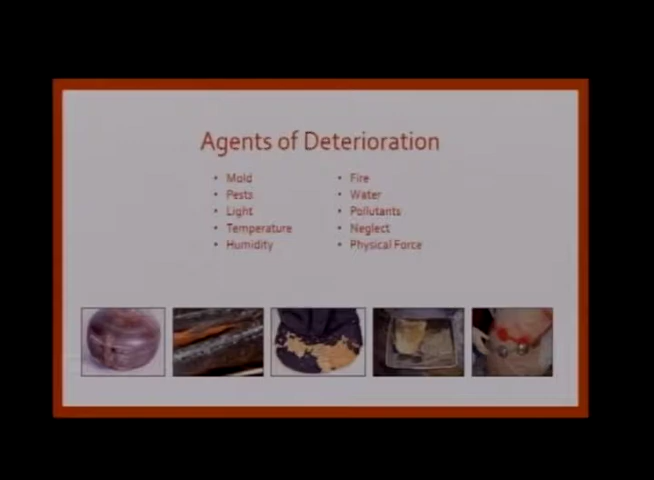 Agents of Deterioration
• Mold
• Pests
• Light
• Temperature
• Humidity
• Fire
• Water
• Pollutants
• Neglect
• Physical Force